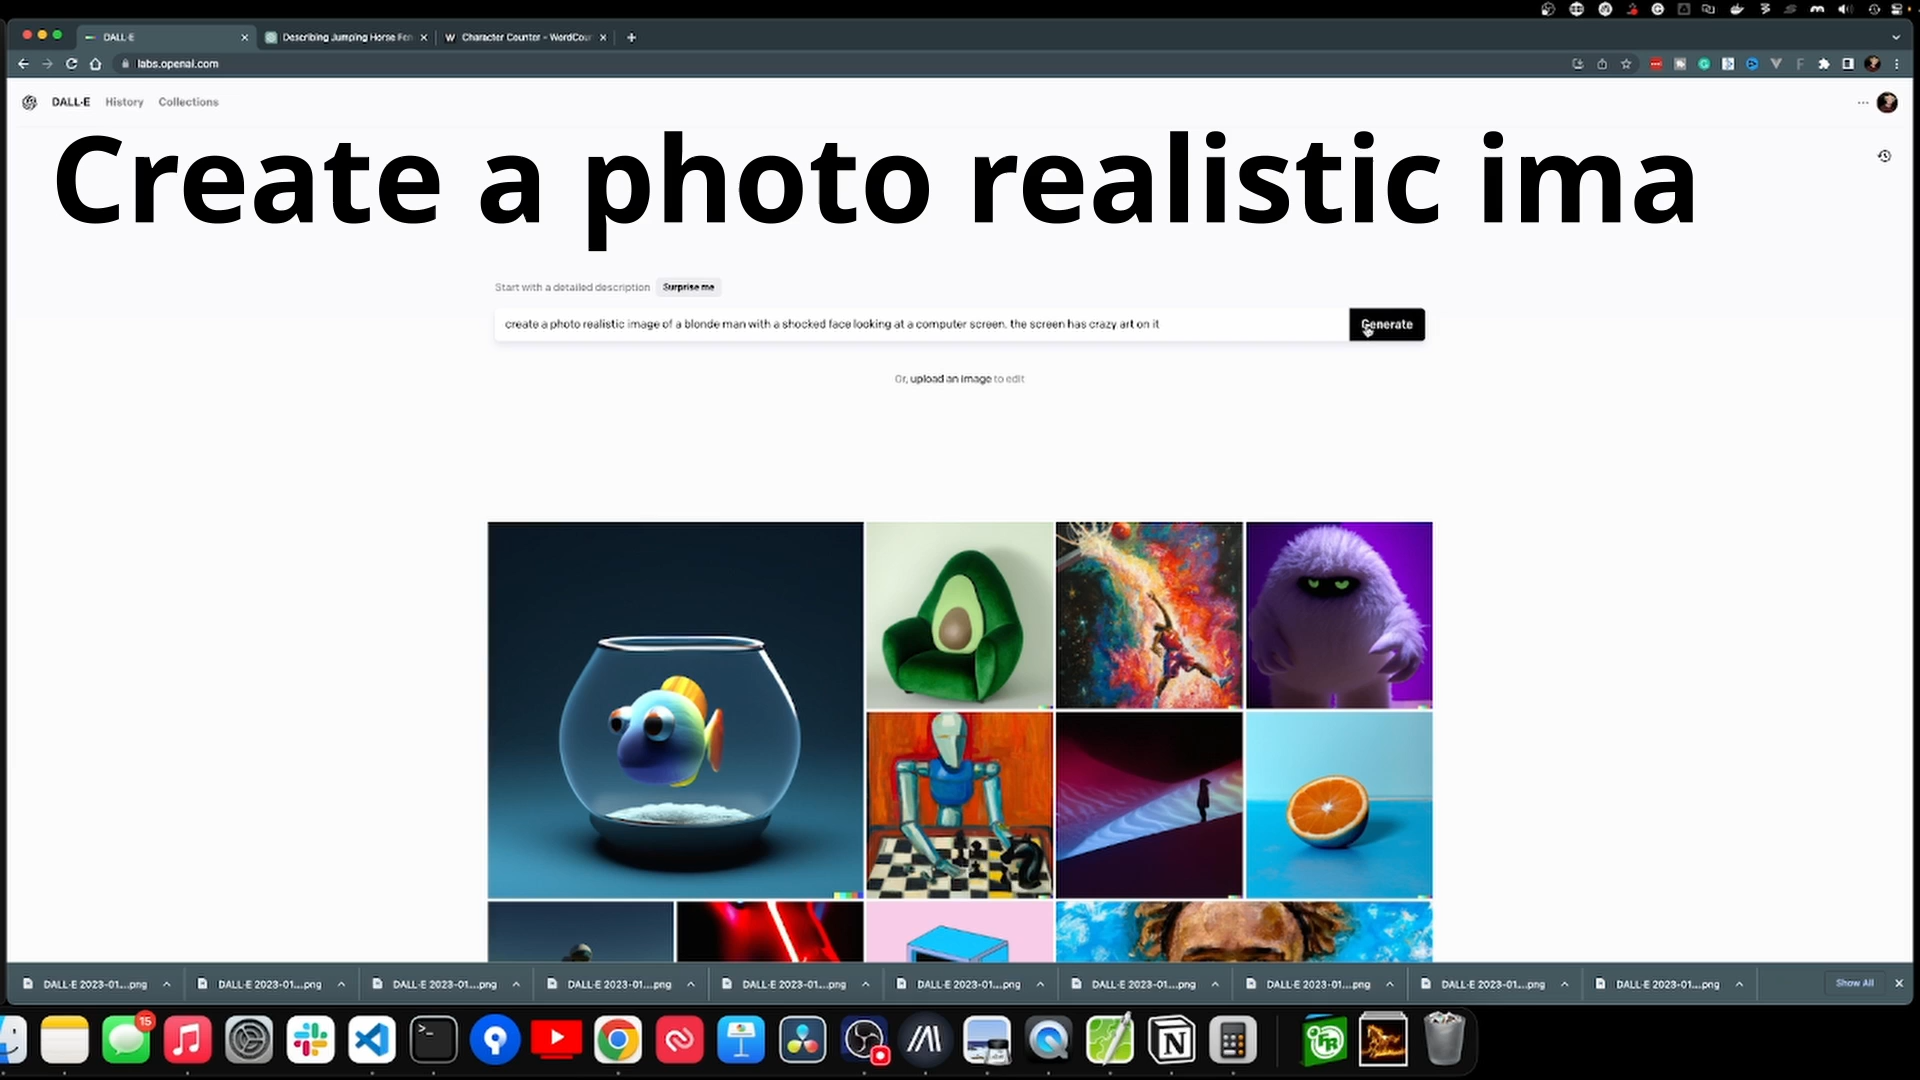 DALL·E
Describing Jumping Horse Fen
Character Counter - WordCou
labs.openai.com
DALL·E History Collections
Create a photo realistic ima
Start with a detailed description Surprise me
create a photo realistic image of a blonde man with a shocked face looking at a computer screen, the screen has crazy art on it
Generate
Or, upload an image to edit
DALL·E 2023-01....png
DALL·E 2023-01....png
DALL·E 2023-01....png
DALL·E 2023-01....png
DALL·E 2023-01....png
DALL·E 2023-01....png
DALL·E 2023-01....png
DALL·E 2023-01....png
DALL·E 2023-01....png
DALL·E 2023-01....png
Show All
15